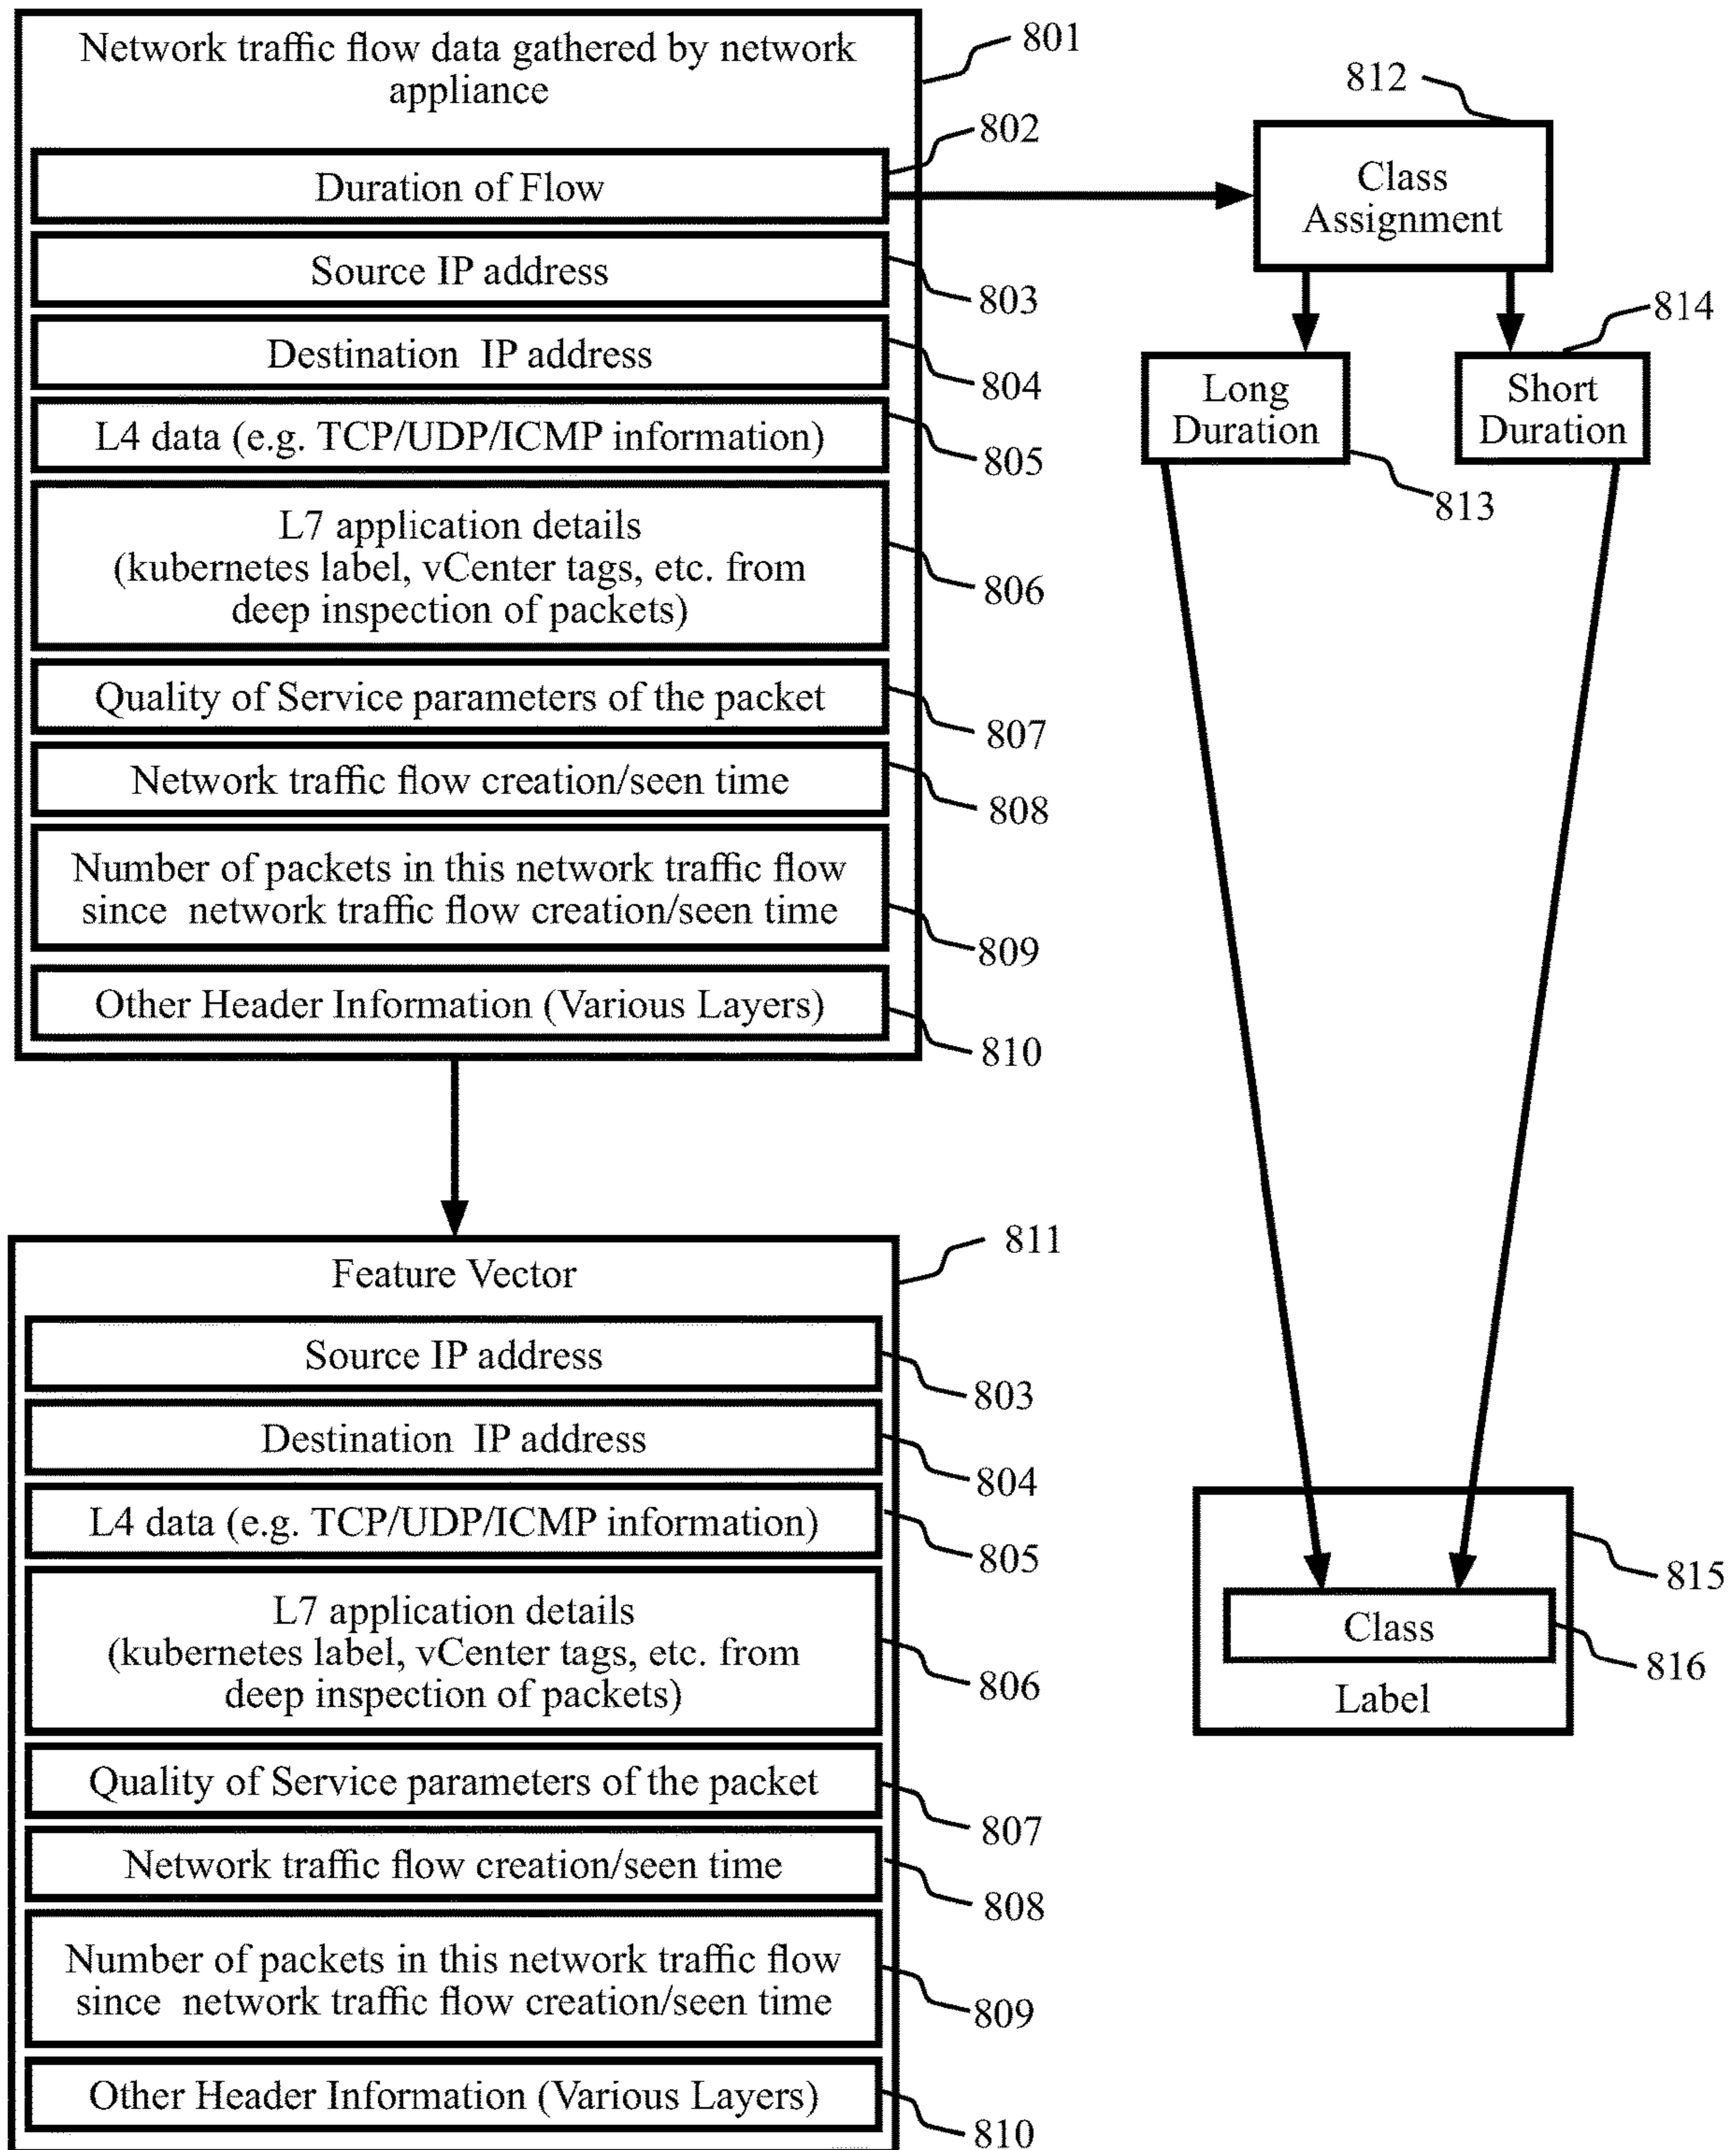 Network traffic flow data gathered by network
appliance
801
802
Duration of Flow
Source IP address
803
Destination IP address
804
L4 data (e.g. TCP/UDP/ICMP information)
805
L7 application details
(kubernetes label, vCenter tags, etc. from
deep inspection of packets)
806
Quality of Service parameters of the packet
807
Network traffic flow creation/seen time
808
Number of packets in this network traffic flow
since network traffic flow creation/seen time
809
Other Header Information (Various Layers)
810
812
Class
Assignment
814
Long
Duration
813
Short
Duration
811
Feature Vector
Source IP address
803
Destination IP address
804
L4 data (e.g. TCP/UDP/ICMP information)
805
L7 application details
(kubernetes label, vCenter tags, etc. from
deep inspection of packets)
806
Quality of Service parameters of the packet
807
Network traffic flow creation/seen time
808
Number of packets in this network traffic flow
since network traffic flow creation/seen time
809
Other Header Information (Various Layers)
810
815
Class
816
Label